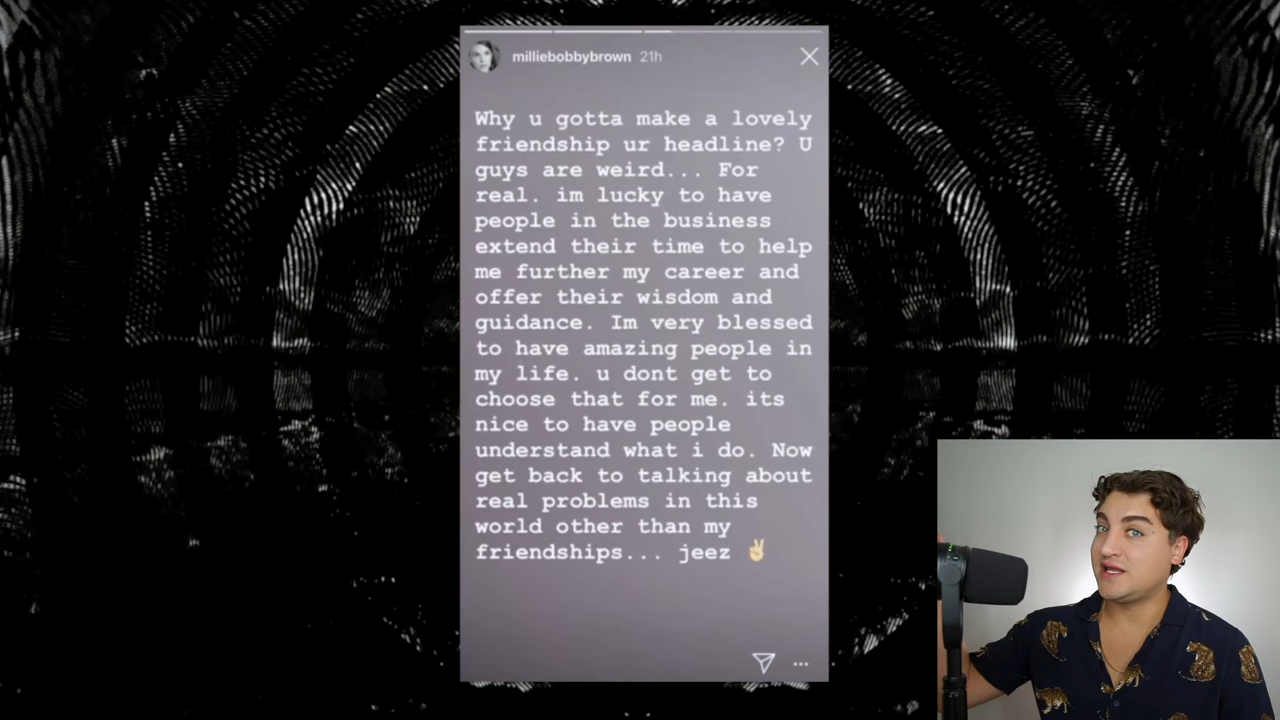 milliebobbybrown 21h
Why u gotta make a lovely
friendship ur headline? U
guys are weird... For
real. im lucky to have
people in the business
extend their time to help
me further my career and
offer their wisdom and
guidance. Im very blessed
to have amazing people in
my life. u dont get to
choose that for me. its
nice to have people
understand what i do. Now
get back to talking about
real problems in this
world other than my
friendships... jeez ✌🏼